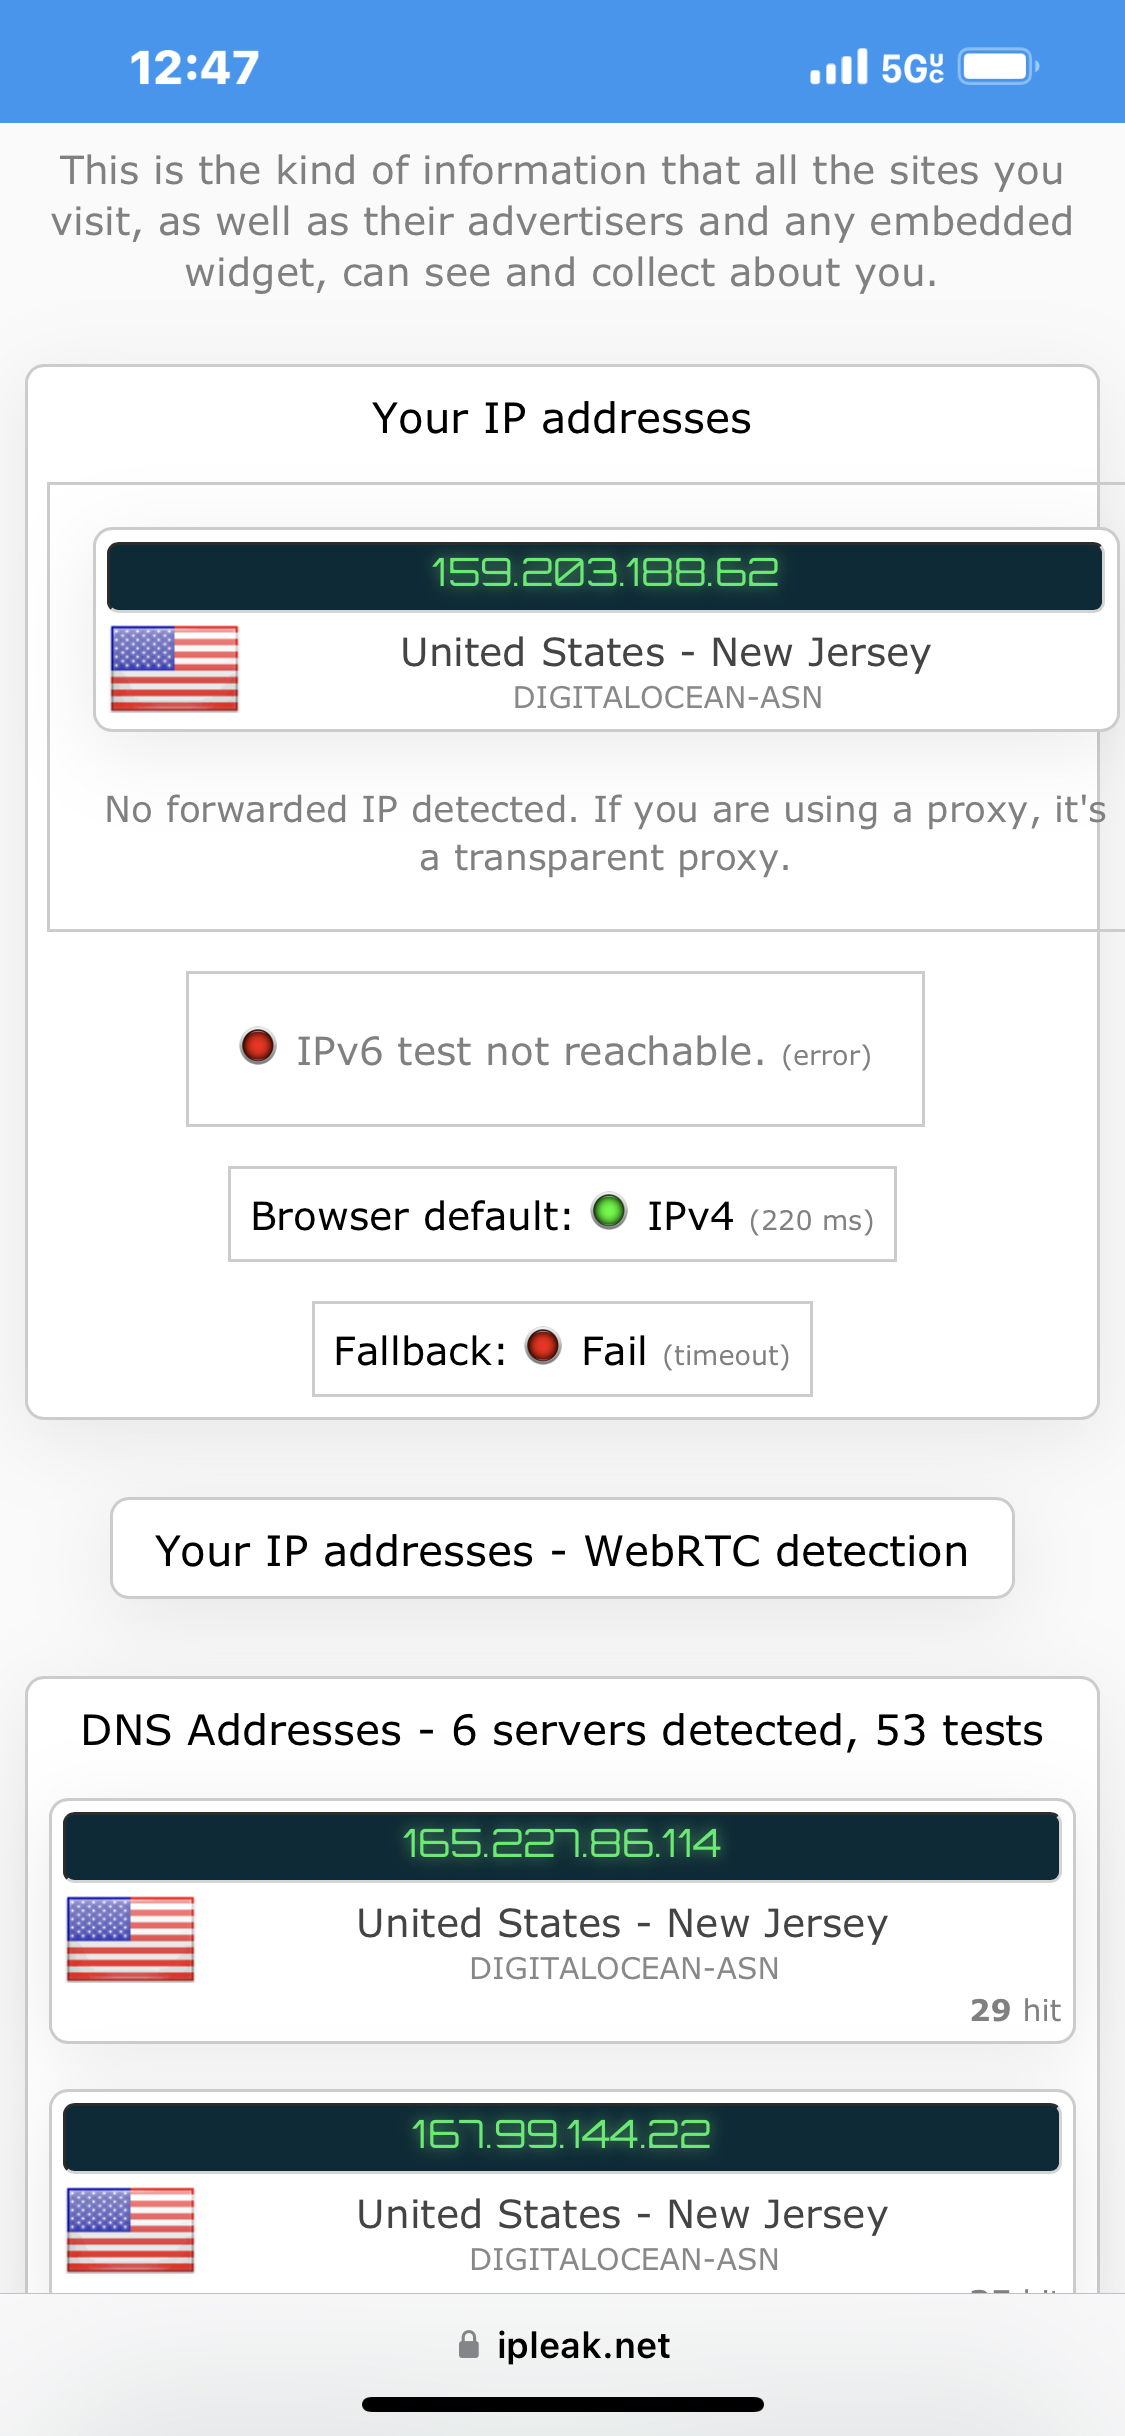 12:47
5GUC
This is the kind of information that all the sites you
visit, as well as their advertisers and any embedded
widget, can see and collect about you.
Your IP addresses
159.203.188.62
United States - New Jersey
DIGITALOCEAN-ASN
No forwarded IP detected. If you are using a proxy, it's
a transparent proxy.
IPv6 test not reachable. (error)
Browser default: IPv4 (220 ms)
Fallback: Fail (timeout)
Your IP addresses - WebRTC detection
DNS Addresses - 6 servers detected, 53 tests
165.227.86.114
United States - New Jersey
DIGITALOCEAN-ASN
29 hit
167.99.144.22
United States - New Jersey
DIGITALOCEAN-ASN
ipleak.net